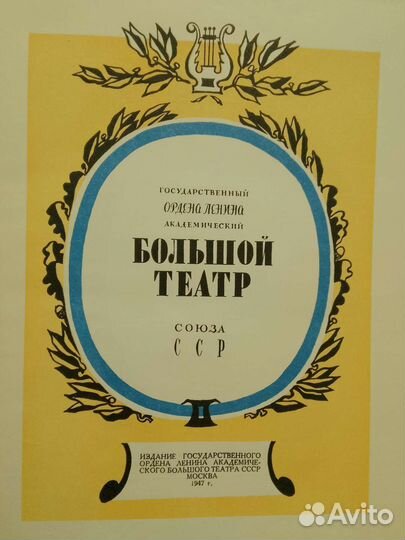 ГОСУДАРСТВЕННЫЙ
ОРДЕНА ЛЕНИНА
АКАДЕМИЧЕСКИЙ
БОЛЬШОЙ
ТЕАТР
СОЮЗА
ССР
ИЗДАНИЕ ГОСУДАРСТВЕННОГО
ОРДЕНА ЛЕНИНА АКАДЕМИЧЕ-
СКОГО БОЛЬШОГО ТЕАТРА СССР
МОСКВА
1947 г.
Avito